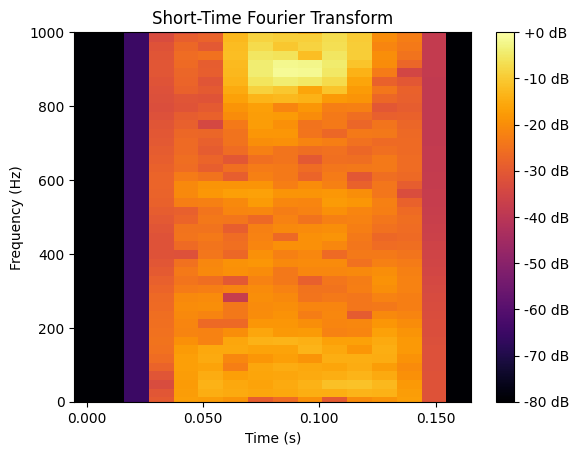 Short-Time Fourier Transform
1000
800
600
400
200
0
Frequency (Hz)
0.000
0.050
0.100
0.150
Time (s)
+0 dB
-10 dB
-20 dB
-30 dB
-40 dB
-50 dB
-60 dB
-70 dB
-80 dB